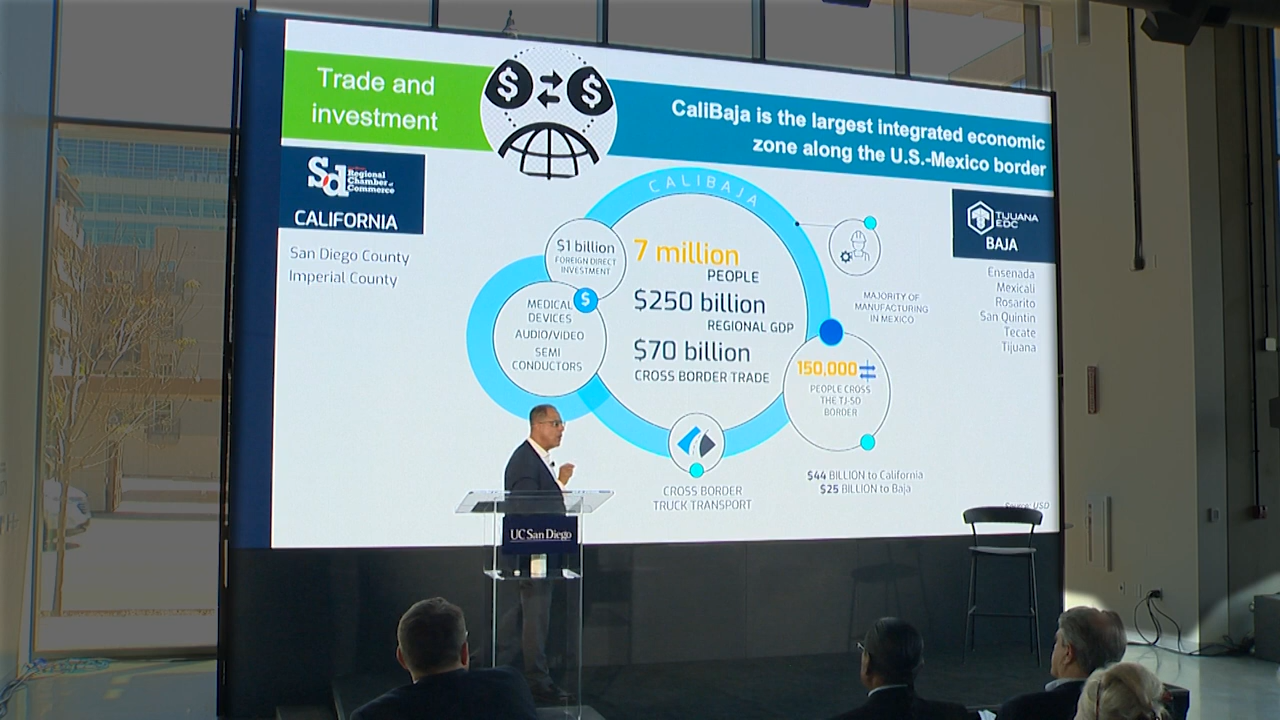 Trade and
investment
$
$
CaliBaja is the largest integrated economic
zone along the U.S.-Mexico border
Sd Regional
Chamber of
Commerce
CALIFORNIA
San Diego County
Imperial County
CALIBAJA
$1 billion
FOREIGN DIRECT
INVESTMENT
$
MEDICAL
DEVICES
AUDIO/VIDEO
SEMI
CONDUCTORS
7 million
PEOPLE
$250 billion
REGIONAL GDP
$70 billion
CROSS BORDER TRADE
CROSS BORDER
TRUCK TRANSPORT
MAJORITY OF
MANUFACTURING
IN MEXICO
150,000
PEOPLE CROSS
THE TJ-SD
BORDER
$44 BILLION to California
$25 BILLION to Baja
TIJUANA
EDC
BAJA
Ensenada
Mexicali
Rosarito
San Quintin
Tecate
Tijuana
Source: USD
UC San Diego